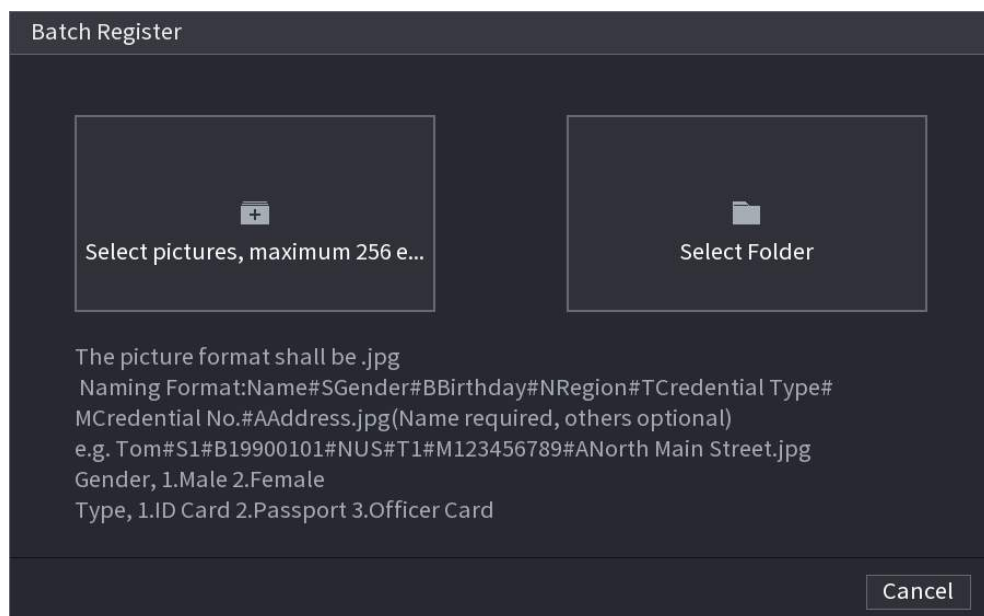 Batch Register
Select pictures, maximum 256 e...
Select Folder
The picture format shall be .jpg
Naming Format:Name#SGender#BBirthday#NRegion#TCredential Type#
MCredential No.#AAddress.jpg(Name required, others optional)
e.g. Tom#S1#B19900101#NUS#T1#M123456789#ANorth Main Street.jpg
Gender, 1.Male 2.Female
Type, 1.ID Card 2.Passport 3.Officer Card
Cancel